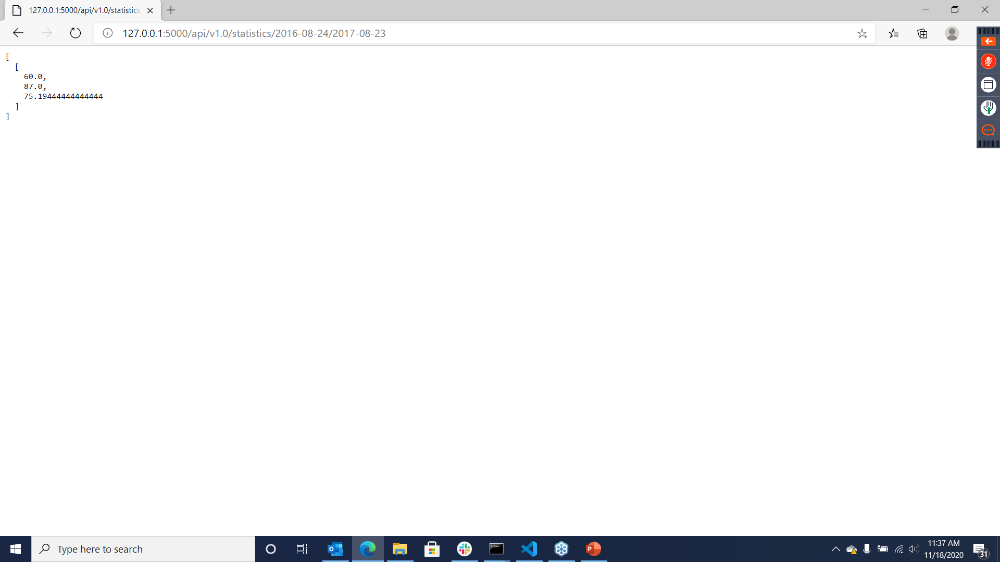 127.0.0.1:5000/api/v1.0/statistics
127.0.0.1:5000/api/v1.0/statistics/2016-08-24/2017-08-23
[
[
60.0,
87.0,
75.19444444444444
]
]
Type here to search
11:37 AM
11/18/2020
31